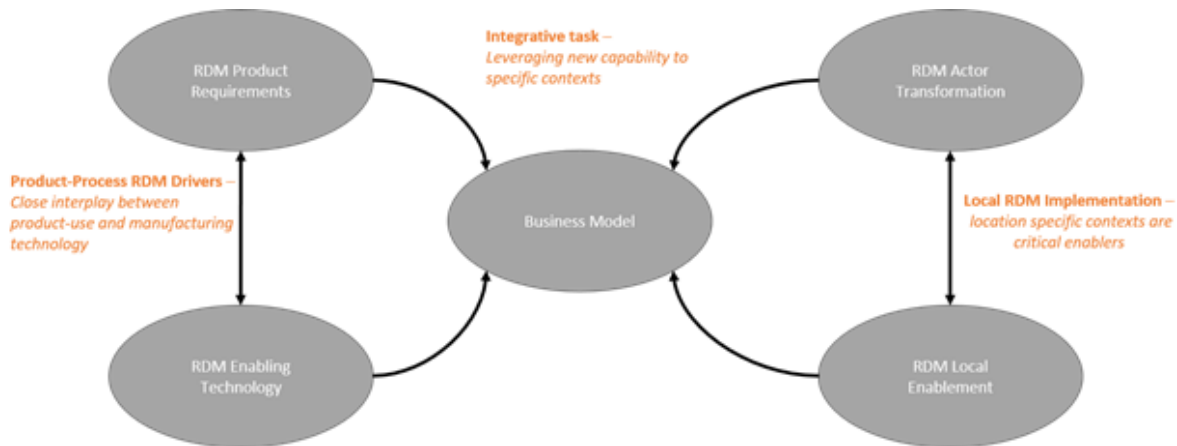 Integrative task –
Leveraging new capability to
specific contexts
RDM Product
Requirements
RDM Actor
Transformation
Product-Process RDM Drivers –
Close interplay between
product-use and manufacturing
technology
Business Model
Local RDM Implementation –
location specific contexts are
critical enablers
RDM Enabling
Technology
RDM Local
Enablement